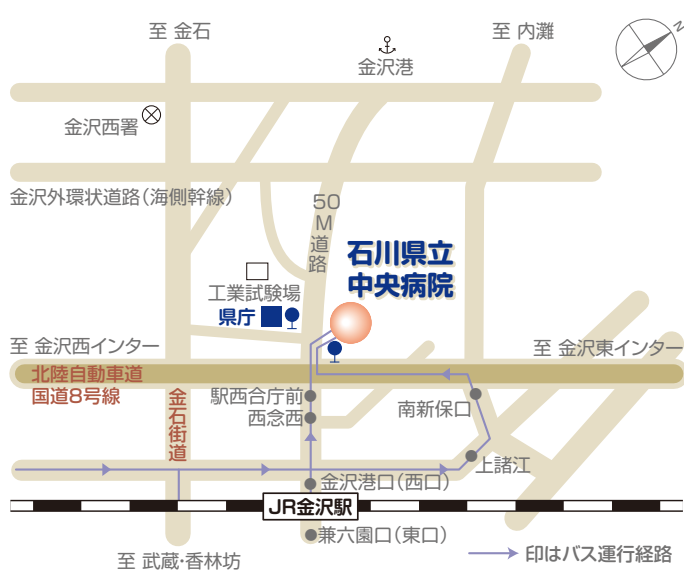 至 金石
至 内灘
N
金沢港
金沢西署
金沢外環状道路(海側幹線)
50M道路
石川県立
中央病院
工業試験場
県庁
至 金沢西インター
至 金沢東インター
北陸自動車道
国道8号線
金石街道
駅西合庁前
西念西
南新保口
上諸江
金沢港口(西口)
JR金沢駅
兼六園口(東口)
至 武蔵・香林坊
印はバス運行経路